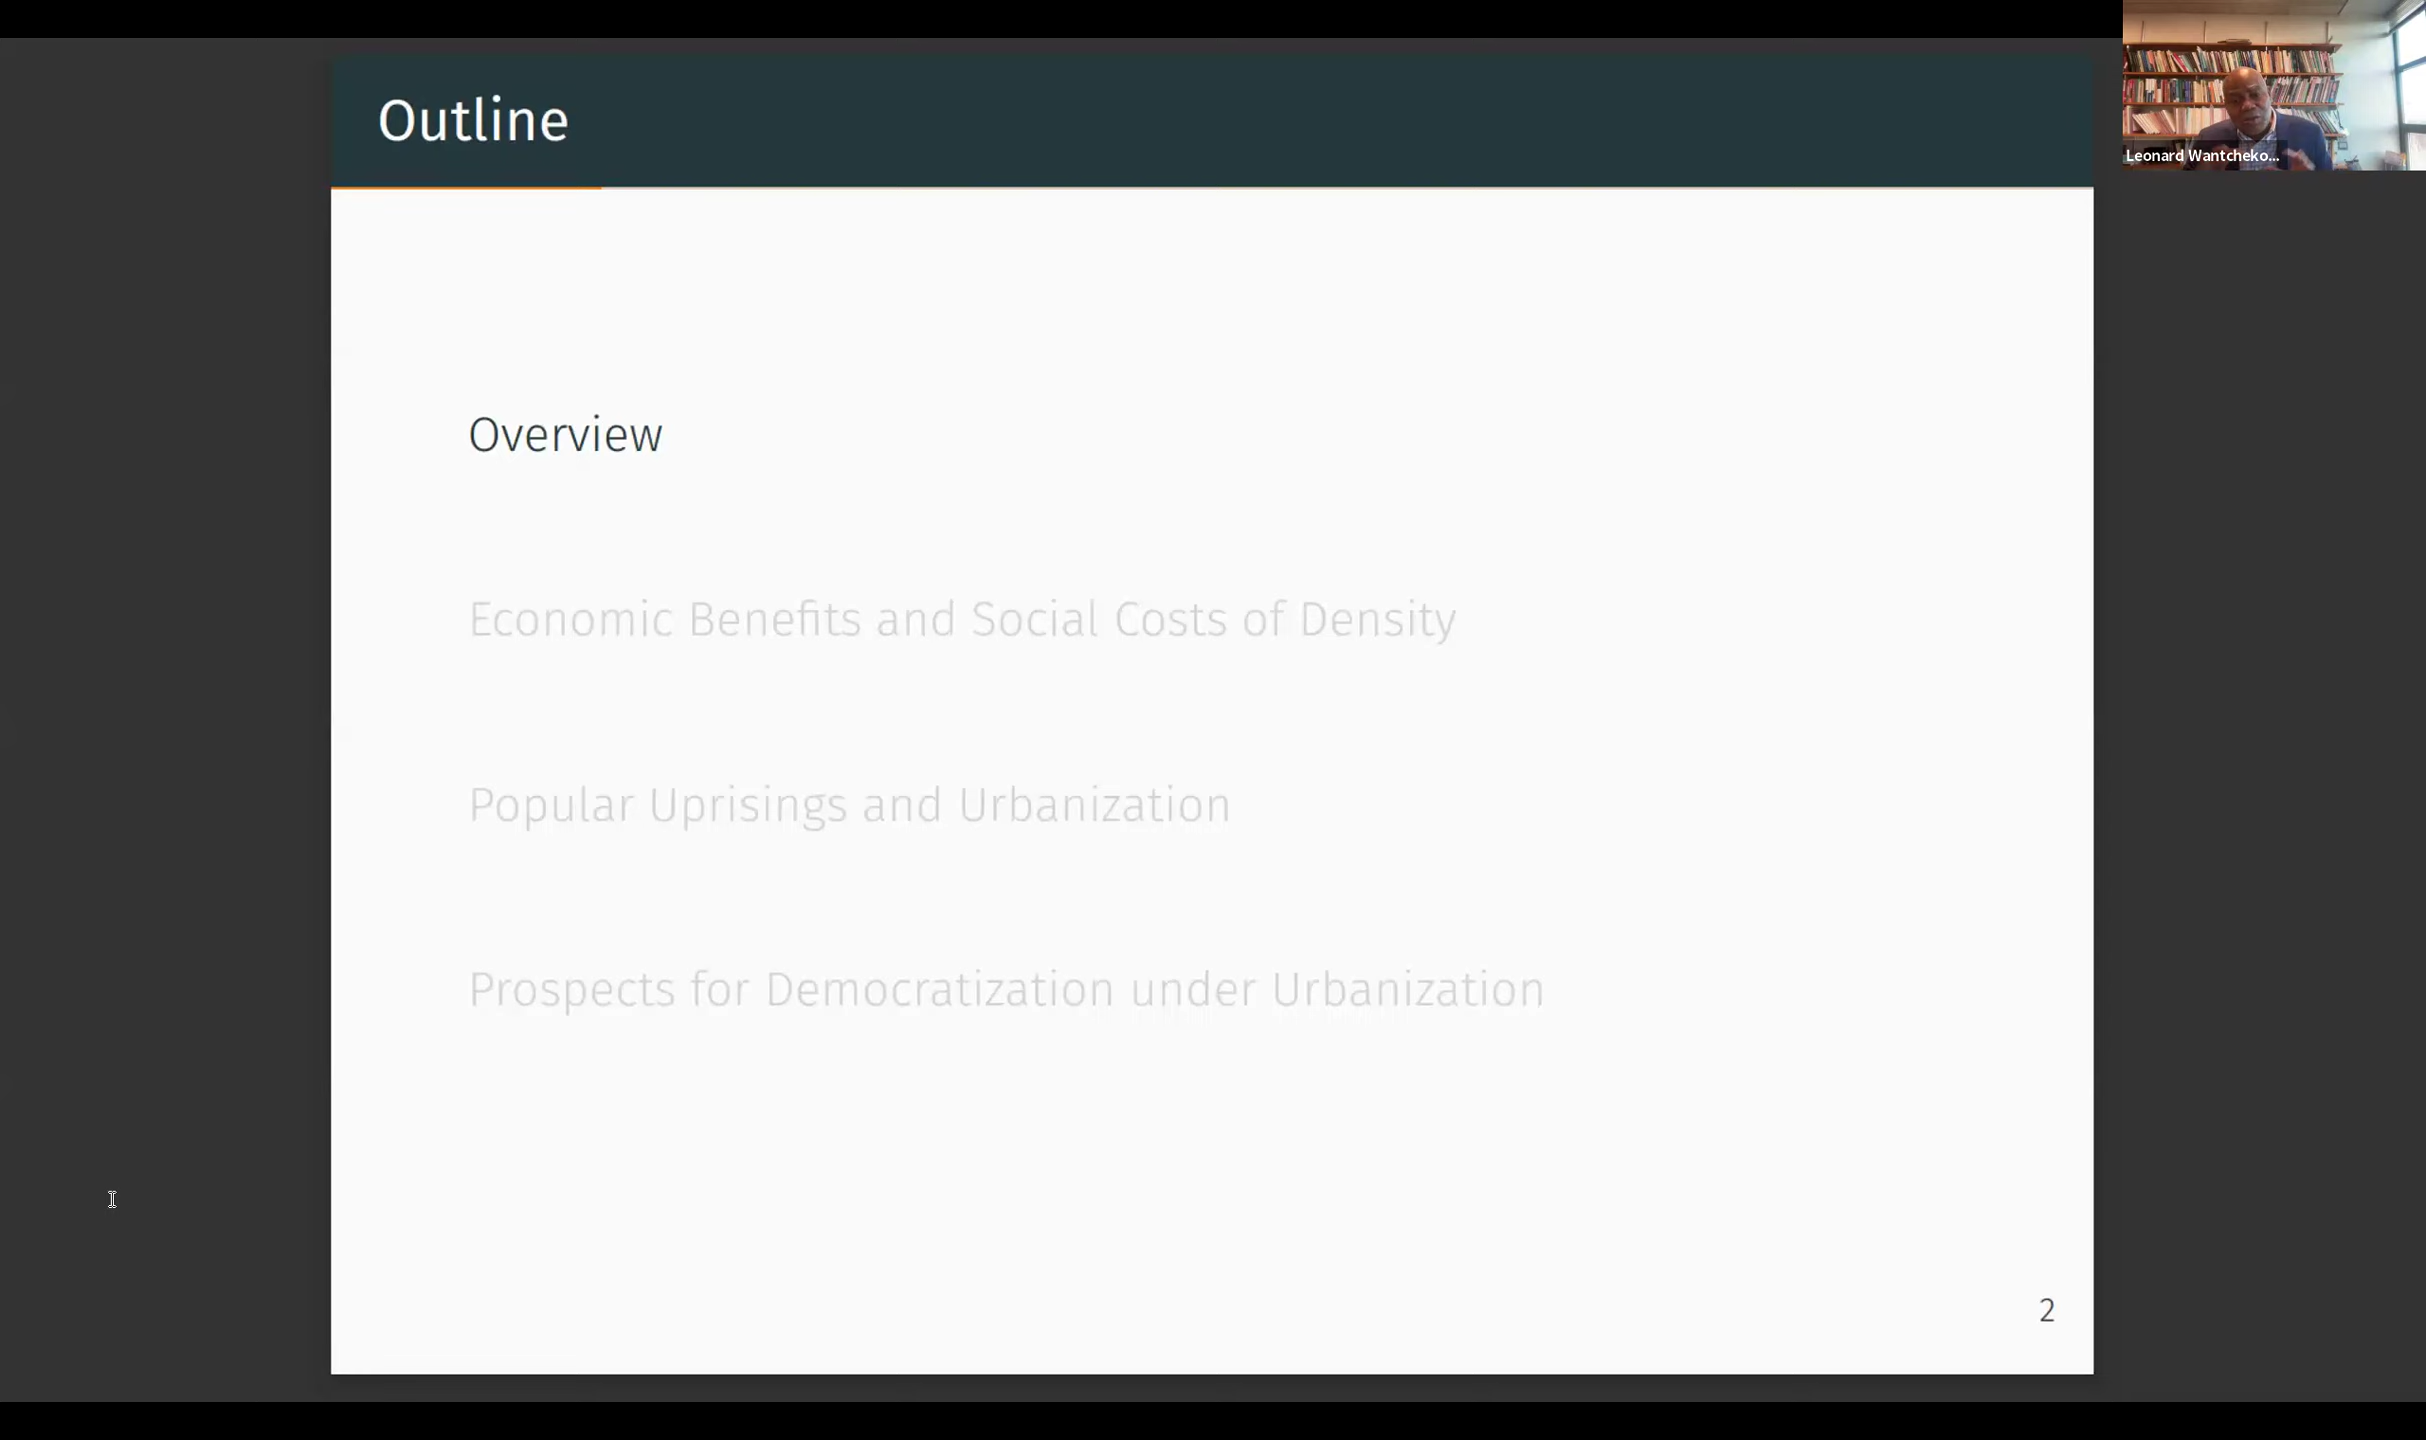 Outline
Leonard Wantcheko...
Overview
Economic Benefits and Social Costs of Density
Popular Uprisings and Urbanization
Prospects for Democratization under Urbanization
2